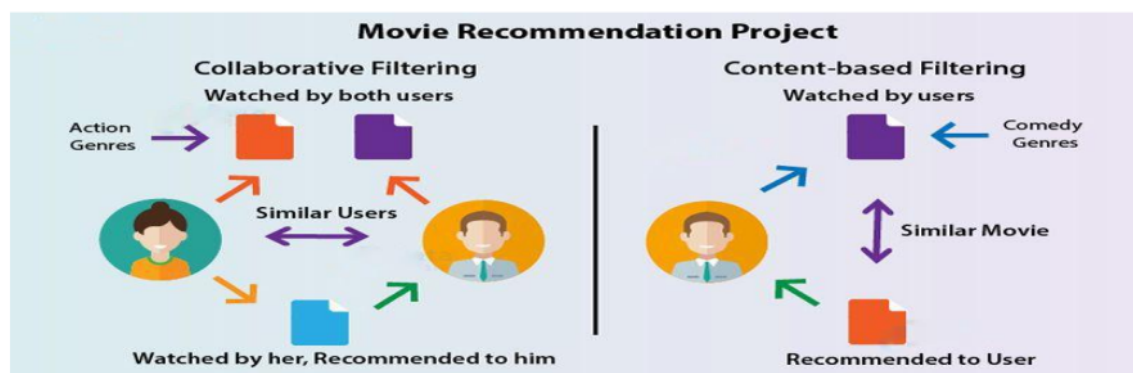 Movie Recommendation Project
Collaborative Filtering
Watched by both users
Action
Genres
Similar Users
Watched by her, Recommended to him
Content-based Filtering
Watched by users
Comedy
Genres
Similar Movie
Recommended to User